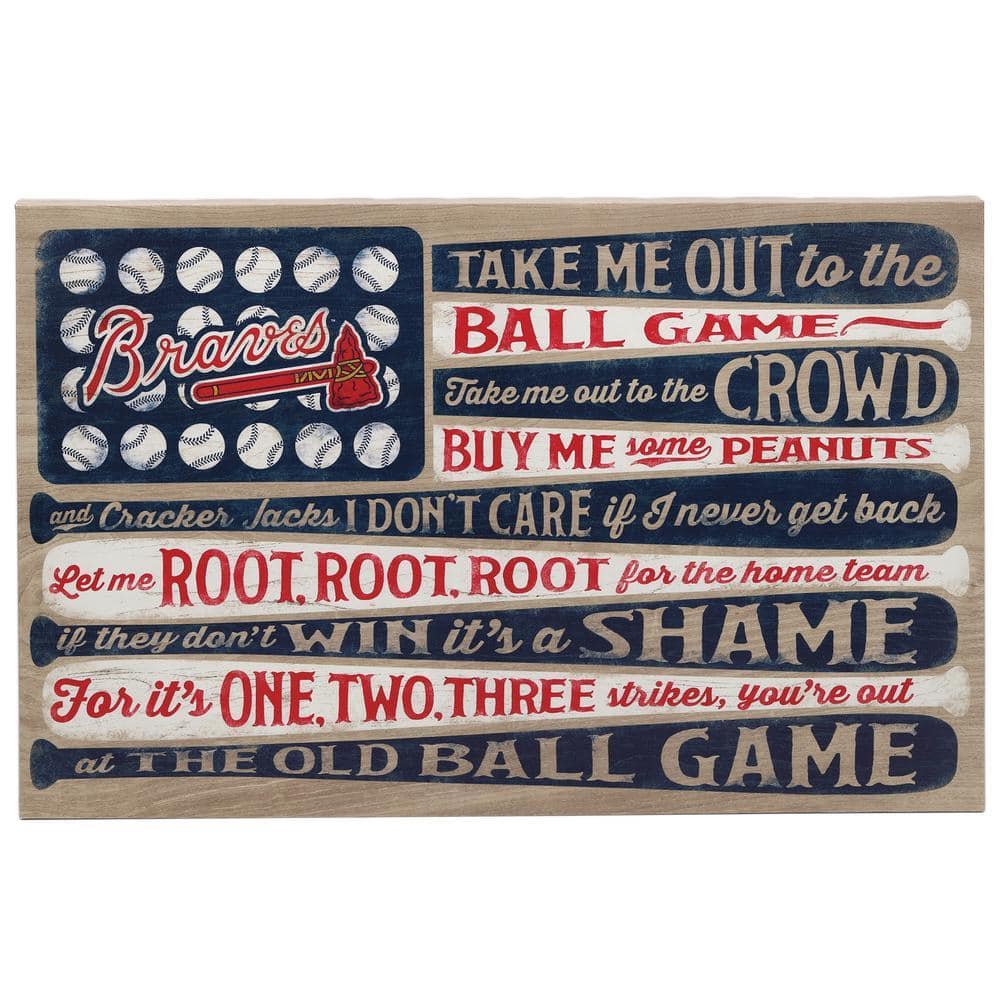 Braves
TAKE ME OUT to the
BALL GAME
Take me out to the CROWD
BUY ME some PEANUTS
and Cracker Jacks I DON'T CARE if I never get back
Let me ROOT, ROOT, ROOT for the home team
if they don't WIN it's a SHAME
For it's ONE, TWO, THREE strikes, you're out
at THE OLD BALL GAME